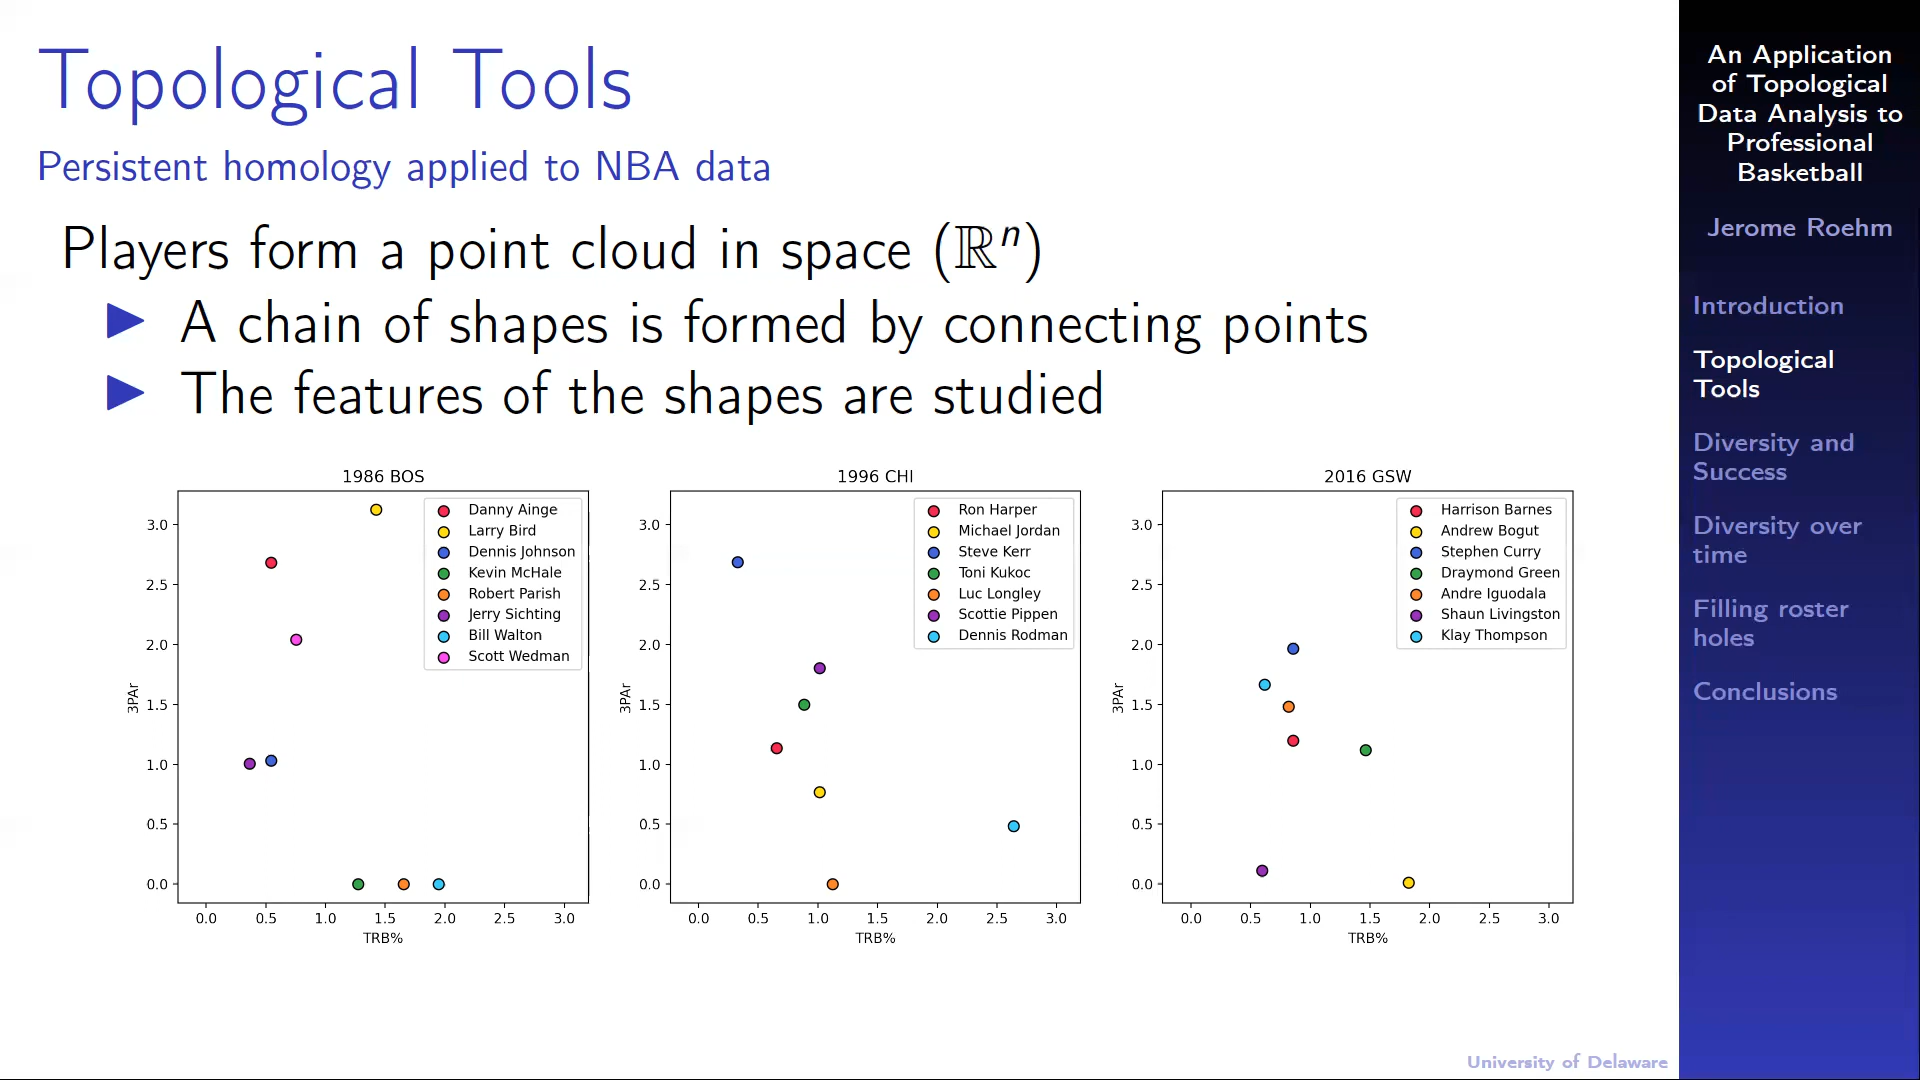 Topological Tools
Persistent homology applied to NBA data
Players form a point cloud in space (ℝⁿ)
▶ A chain of shapes is formed by connecting points
▶ The features of the shapes are studied
1986 BOS
3PAr
3.0
2.5
2.0
1.5
1.0
0.5
0.0
Danny Ainge
Larry Bird
Dennis Johnson
Kevin McHale
Robert Parish
Jerry Sichting
Bill Walton
Scott Wedman
0.0 0.5 1.0 1.5 2.0 2.5 3.0
TRB%
1996 CHI
3PAr
3.0
2.5
2.0
1.5
1.0
0.5
0.0
Ron Harper
Michael Jordan
Steve Kerr
Toni Kukoc
Luc Longley
Scottie Pippen
Dennis Rodman
0.0 0.5 1.0 1.5 2.0 2.5 3.0
TRB%
2016 GSW
3PAr
3.0
2.5
2.0
1.5
1.0
0.5
0.0
Harrison Barnes
Andrew Bogut
Stephen Curry
Draymond Green
Andre Iguodala
Shaun Livingston
Klay Thompson
0.0 0.5 1.0 1.5 2.0 2.5 3.0
TRB%
An Application
of Topological
Data Analysis to
Professional
Basketball
Jerome Roehm
Introduction
Topological
Tools
Diversity and
Success
Diversity over
time
Filling roster
holes
Conclusions
University of Delaware